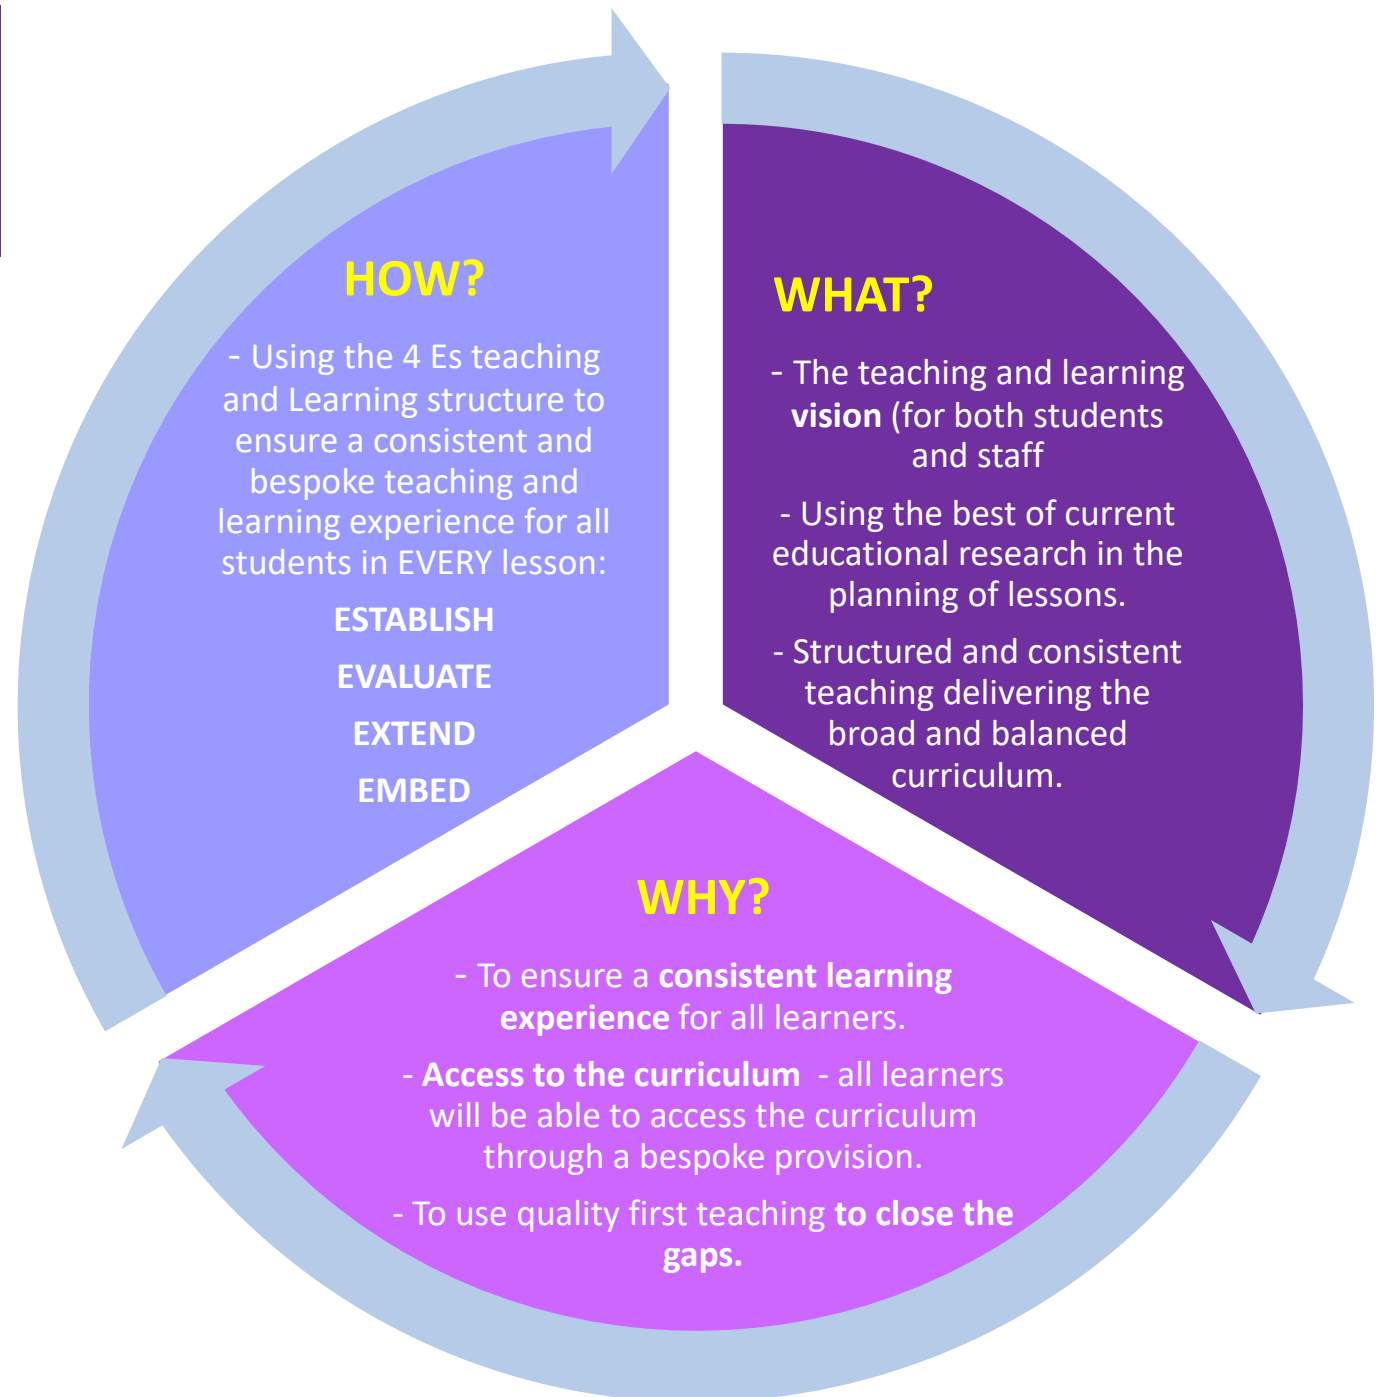 HOW?
- Using the 4 Es teaching
and Learning structure to
ensure a consistent and
bespoke teaching and
learning experience for all
students in EVERY lesson:
ESTABLISH
EVALUATE
EXTEND
EMBED
WHAT?
- The teaching and learning
vision (for both students
and staff
- Using the best of current
educational research in the
planning of lessons.
- Structured and consistent
teaching delivering the
broad and balanced
curriculum.
WHY?
- To ensure a consistent learning
experience for all learners.
- Access to the curriculum  - all learners
will be able to access the curriculum
through a bespoke provision.
- To use quality first teaching to close the
gaps.